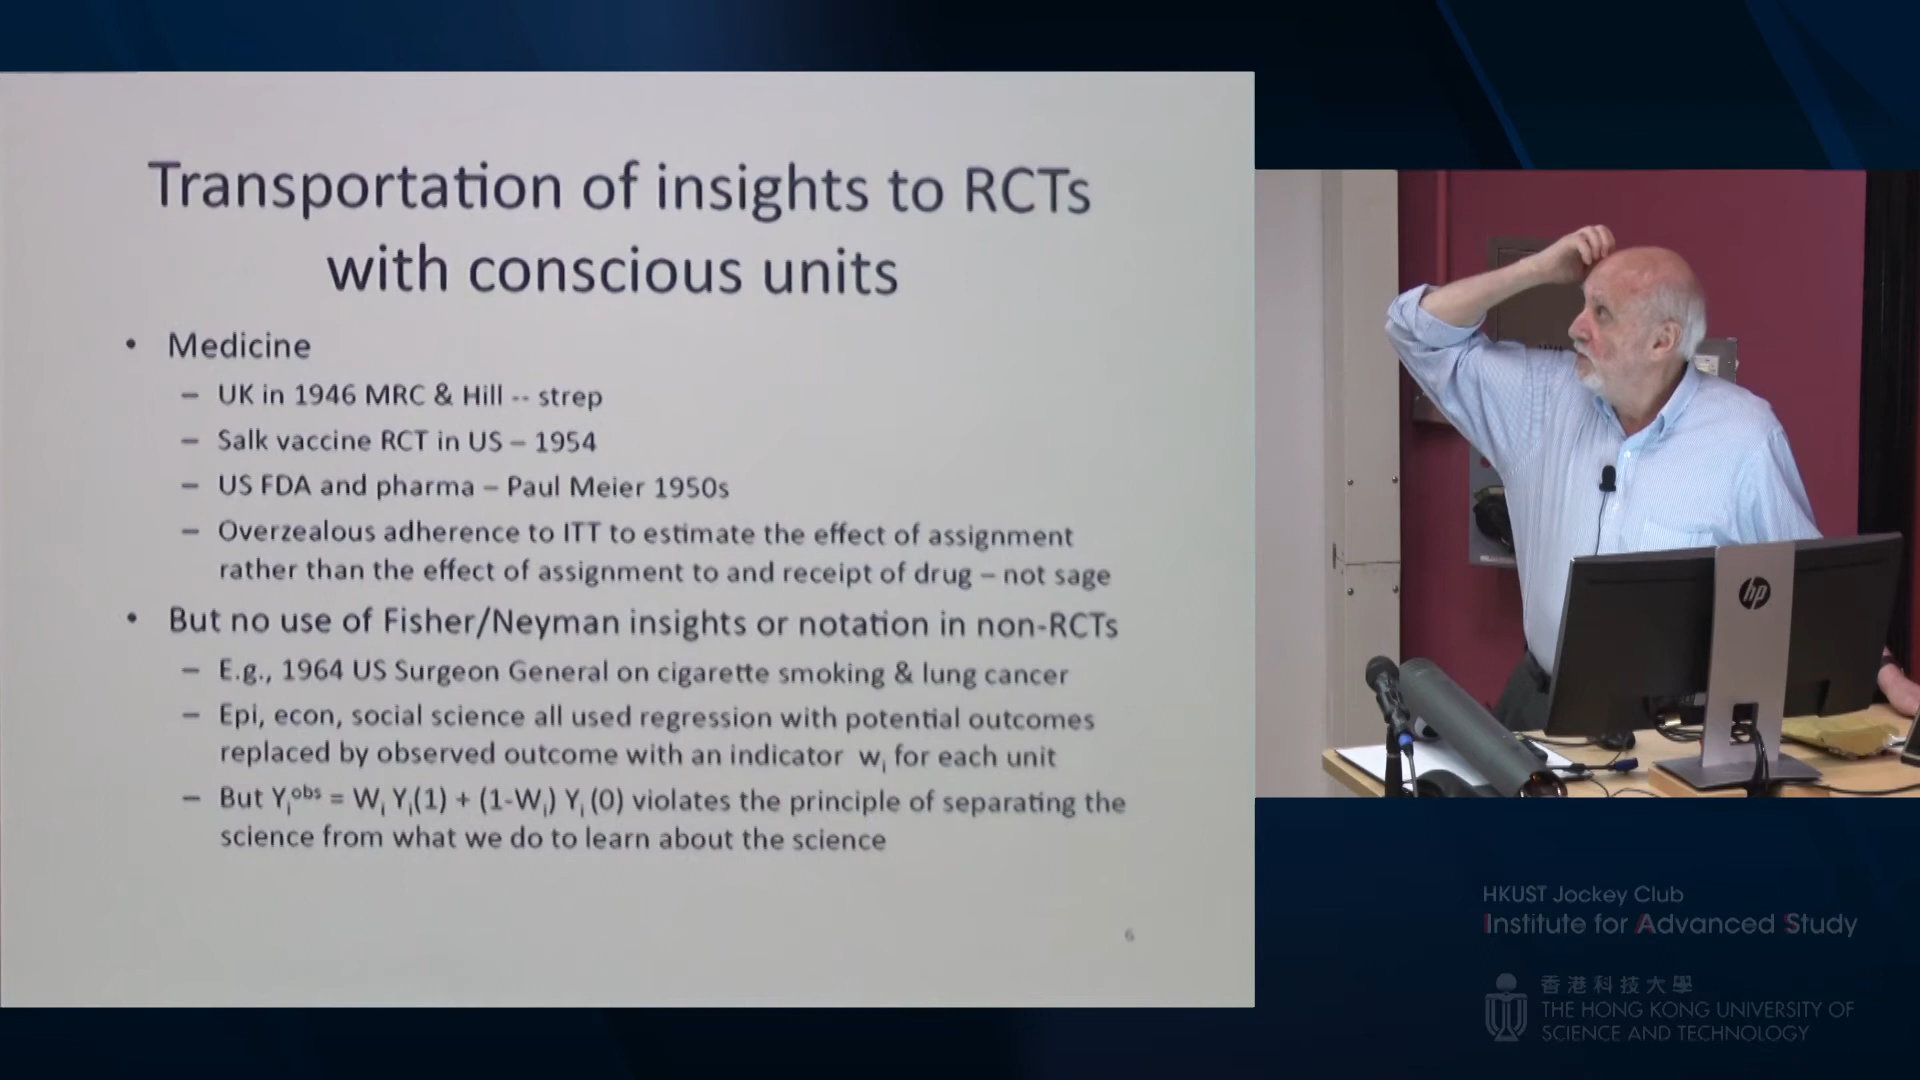 Transportation of insights to RCTs
with conscious units
• Medicine
– UK in 1946 MRC & Hill -- strep
– Salk vaccine RCT in US – 1954
– US FDA and pharma – Paul Meier 1950s
– Overzealous adherence to ITT to estimate the effect of assignment
rather than the effect of assignment to and receipt of drug – not sage
• But no use of Fisher/Neyman insights or notation in non-RCTs
– E.g., 1964 US Surgeon General on cigarette smoking & lung cancer
– Epi, econ, social science all used regression with potential outcomes
replaced by observed outcome with an indicator wᵢ for each unit
– But Yᵢᵒᵇˢ = Wᵢ Yᵢ(1) + (1-Wᵢ) Yᵢ (0) violates the principle of separating the
science from what we do to learn about the science
6
hp
HKUST Jockey Club
Institute for Advanced Study
香港科技大學
THE HONG KONG UNIVERSITY OF
SCIENCE AND TECHNOLOGY